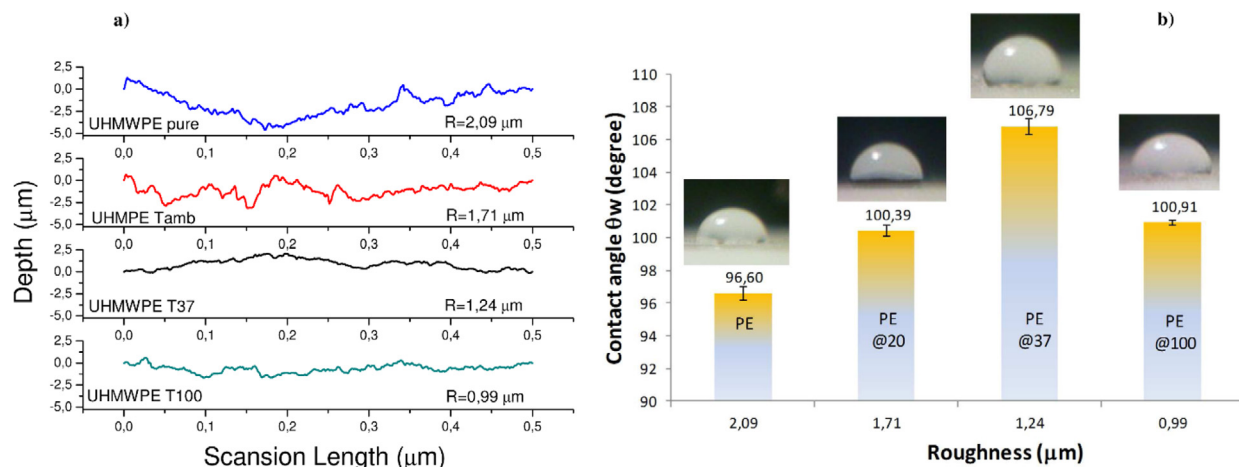 a)
Depth (μm)
2,5
0,0
-2,5
-5,0
UHMWPE pure
R=2,09 μm
0,0 0,1 0,2 0,3 0,4 0,5
2,5
0,0
-2,5
-5,0
UHMPE Tamb
R=1,71 μm
0,0 0,1 0,2 0,3 0,4 0,5
5,0
2,5
0,0
UHMWPE T37
R=1,24 μm
0,0 0,1 0,2 0,3 0,4 0,5
2,5
0,0
-2,5
-5,0
UHMWPE T100
R=0,99 μm
0,0 0,1 0,2 0,3 0,4 0,5
Scansion Length (μm)
b)
Contact angle θw (degree)
110
108
106
104
102
100
98
96
94
92
90
96,60
100,39
106,79
100,91
PE
PE
@20
PE
@37
PE
@100
2,09 1,71 1,24 0,99
Roughness (μm)